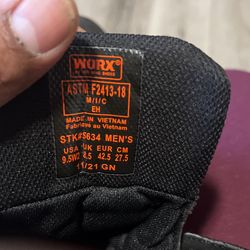 WORX
ASTM F2413-18
M/I/C
EH
MADE IN VIETNAM
Fabriqué au Vietnam
STK#5634 MEN'S
USA UK EUR CM
9.5W2 8.5 42.5 27.5
11/21 GN